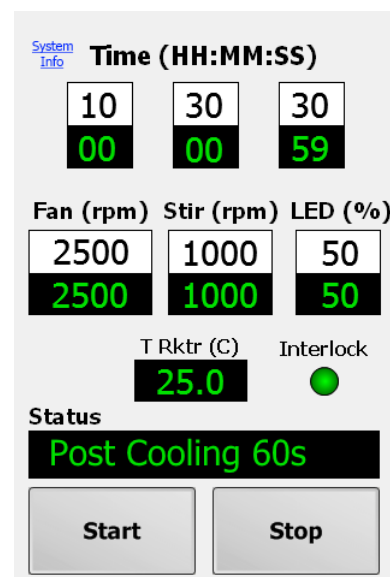 System
Info
Time (HH:MM:SS)
10 30 30
00 00 59
Fan (rpm) Stir (rpm) LED (%)
2500 1000 50
2500 1000 50
T Rktr (C) Interlock
25.0
Status
Post Cooling 60s
Start Stop